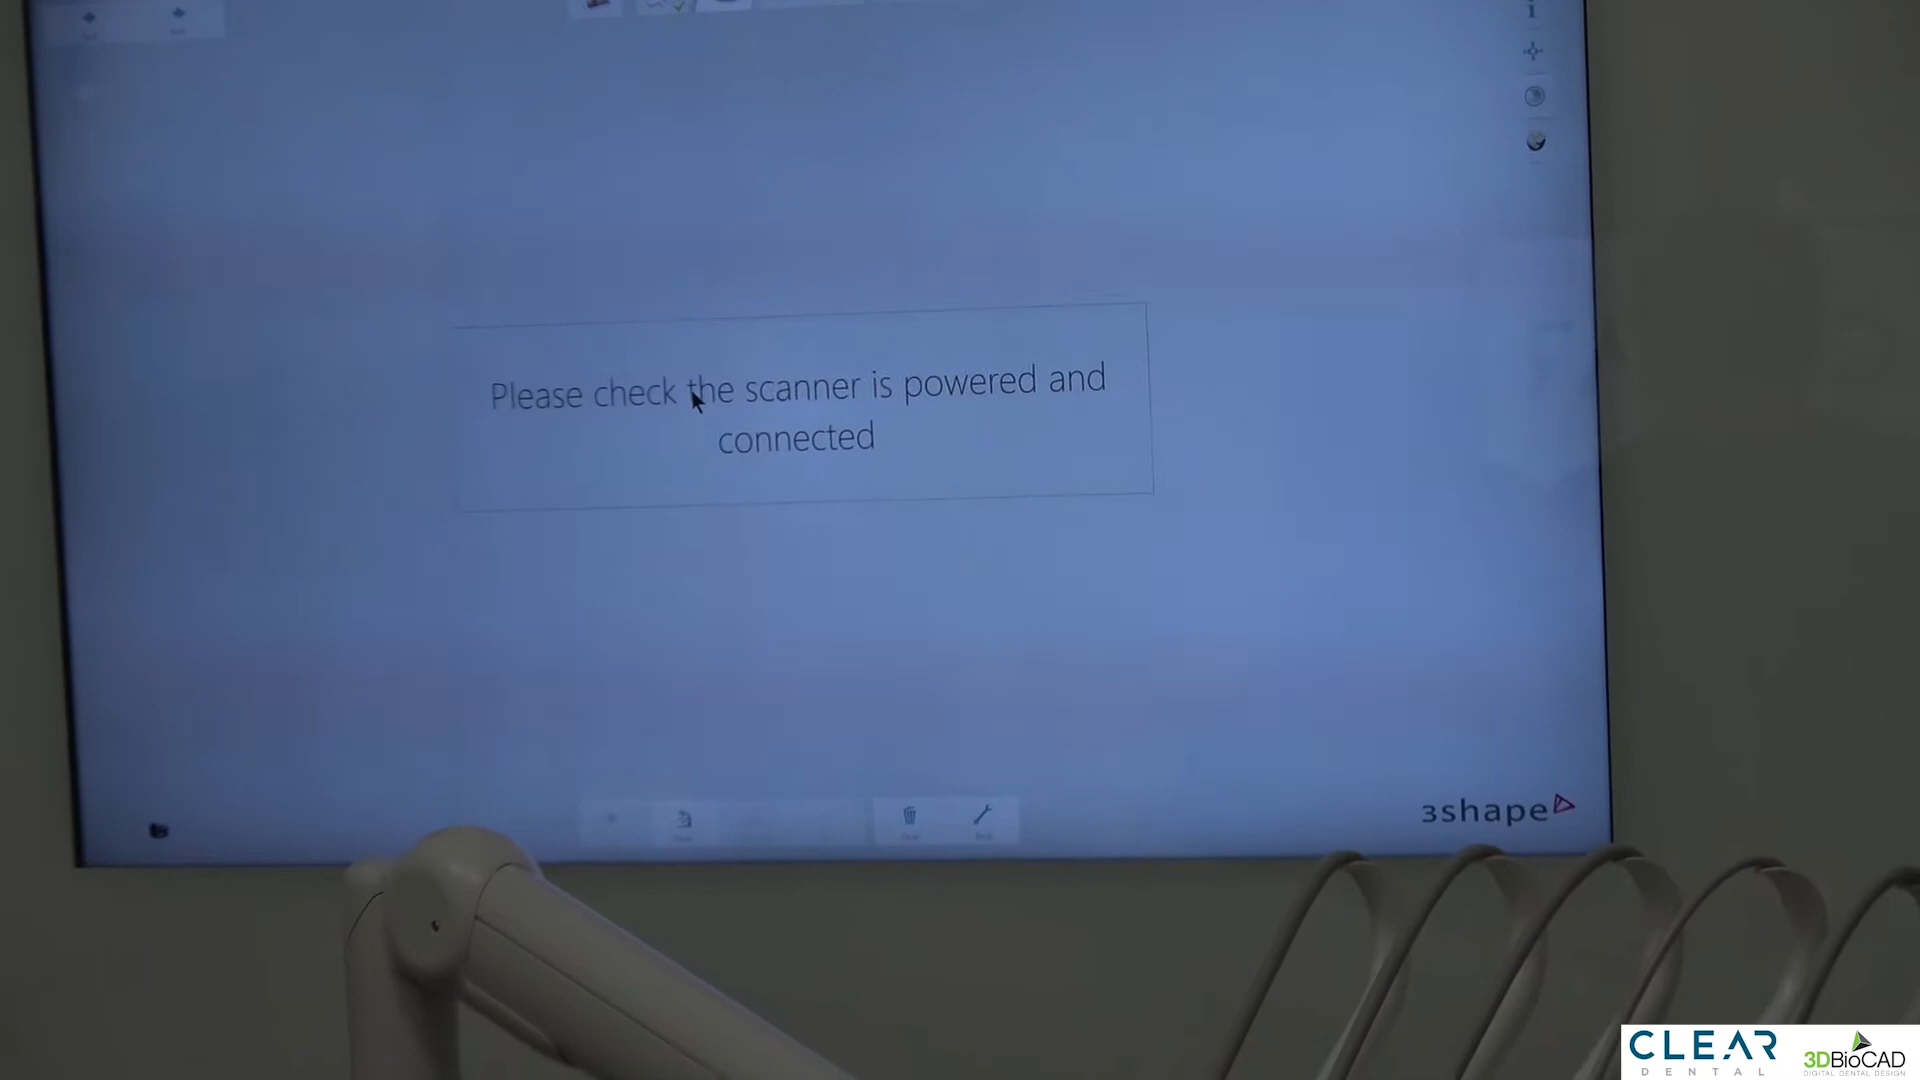 Please check the scanner is powered and
connected
3shape
CLEAR
DENTAL
3DBioCAD
DIGITAL DENTAL DESIGN